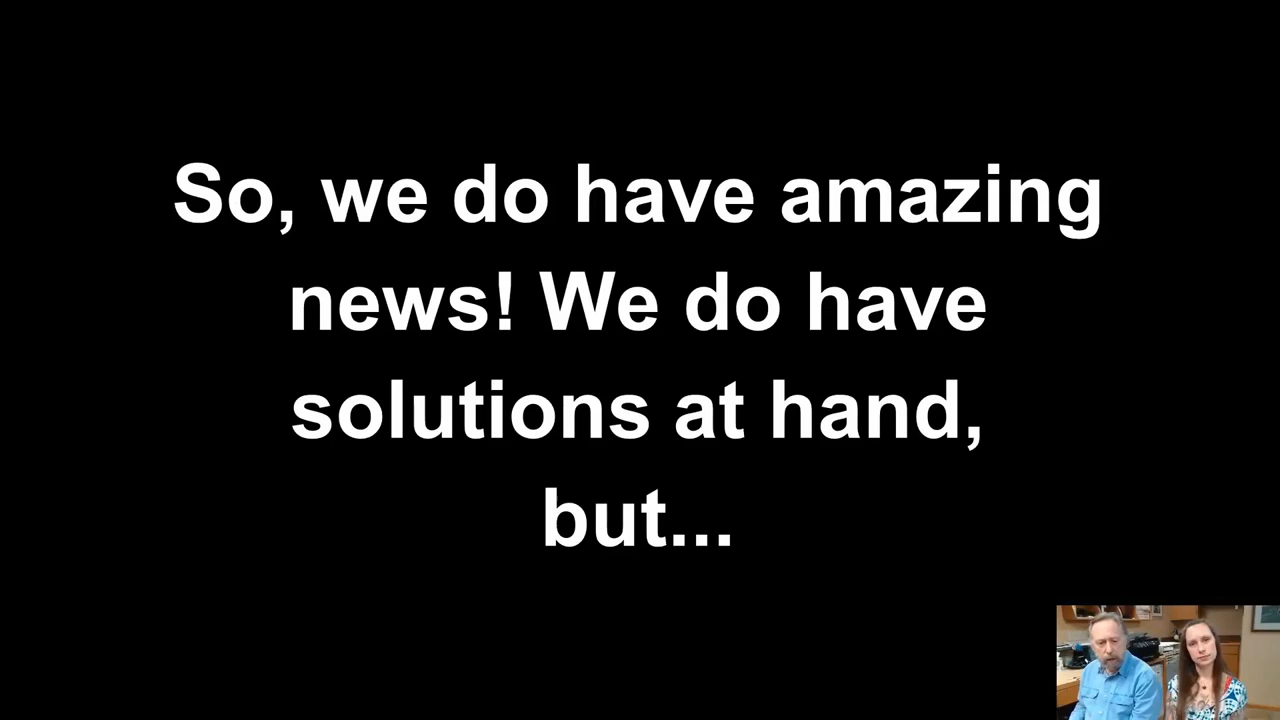 So, we do have amazing
news! We do have
solutions at hand,
but...